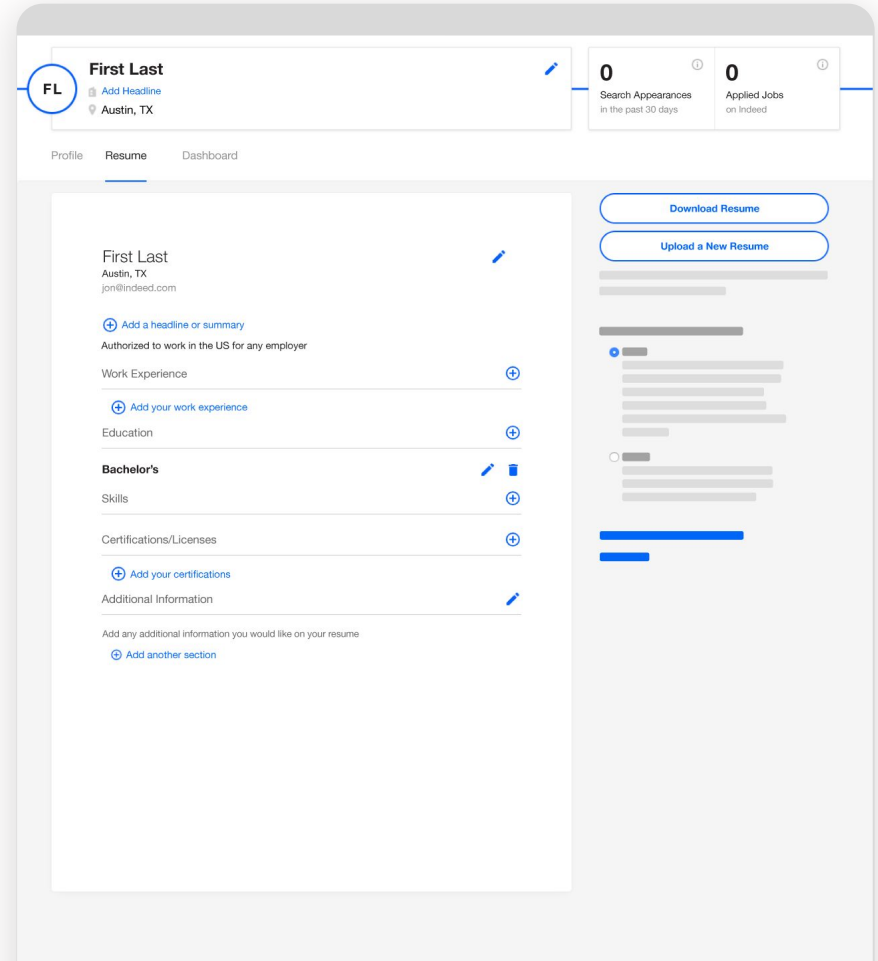 FL
First Last
Add Headline
Austin, TX
0
Search Appearances
in the past 30 days
0
Applied Jobs
on Indeed
Profile
Resume
Dashboard
Download Resume
Upload a New Resume
First Last
Austin, TX
jon@indeed.com
Add a headline or summary
Authorized to work in the US for any employer
Work Experience
Add your work experience
Education
Bachelor's
Skills
Certifications/Licenses
Add your certifications
Additional Information
Add any additional information you would like on your resume
Add another section